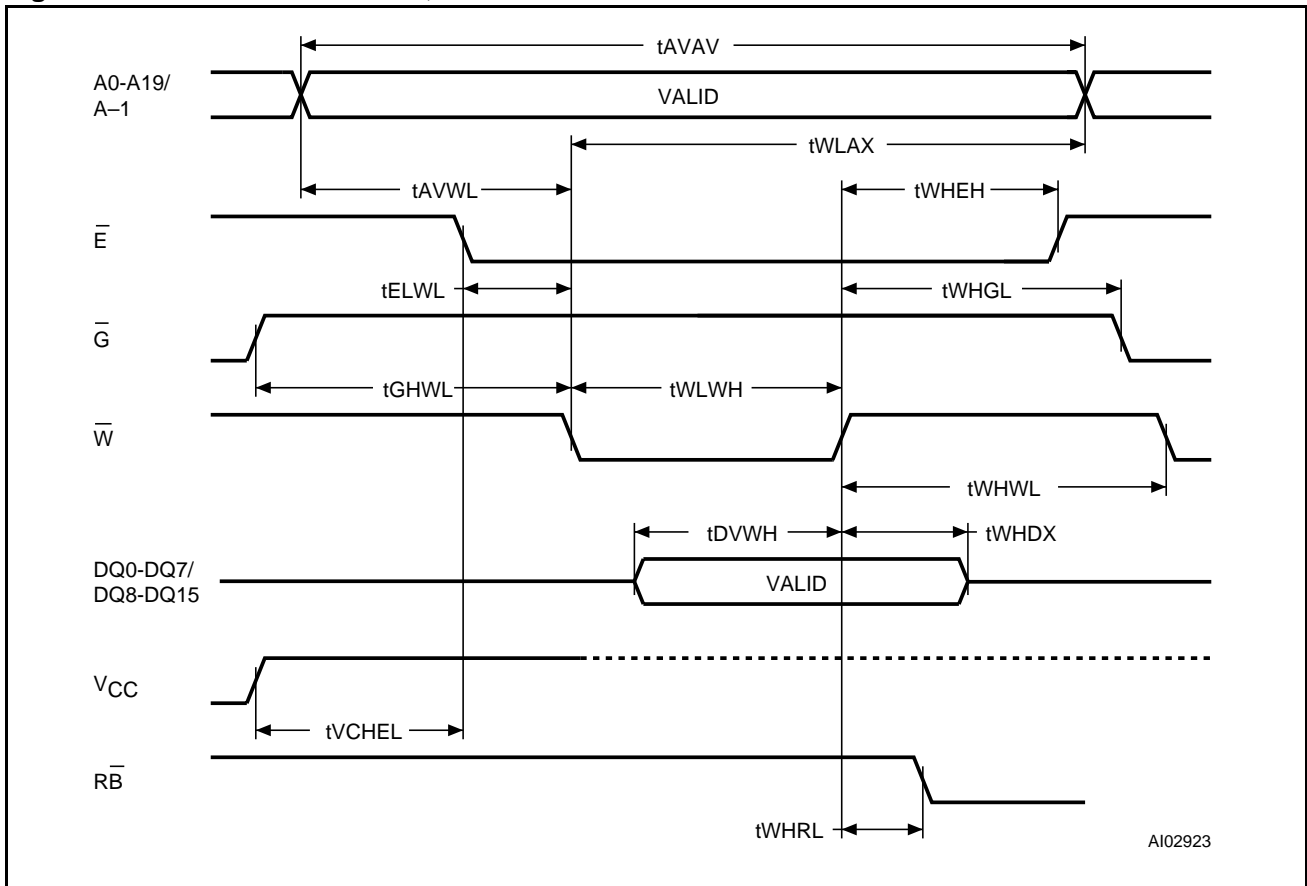 tAVAV
A0-A19/
A–1
VALID
tWLAX
tAVWL
tWHEH
E̅
tELWL
tWHGL
G̅
tGHWL
tWLWH
W̅
tWHWL
tDVWH
tWHDX
DQ0-DQ7/
DQ8-DQ15
VALID
VCC
tVCHEL
RB̅
tWHRL
AI02923